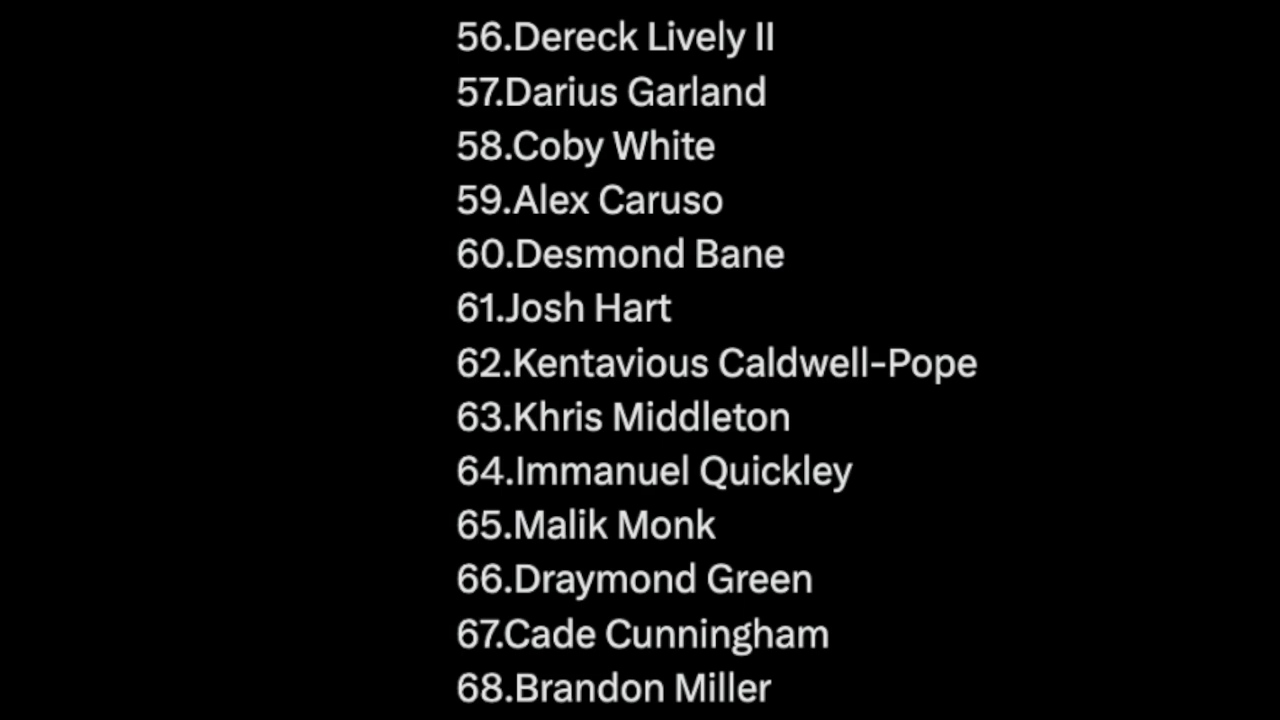 56.Dereck Lively II
57.Darius Garland
58.Coby White
59.Alex Caruso
60.Desmond Bane
61.Josh Hart
62.Kentavious Caldwell-Pope
63.Khris Middleton
64.Immanuel Quickley
65.Malik Monk
66.Draymond Green
67.Cade Cunningham
68.Brandon Miller